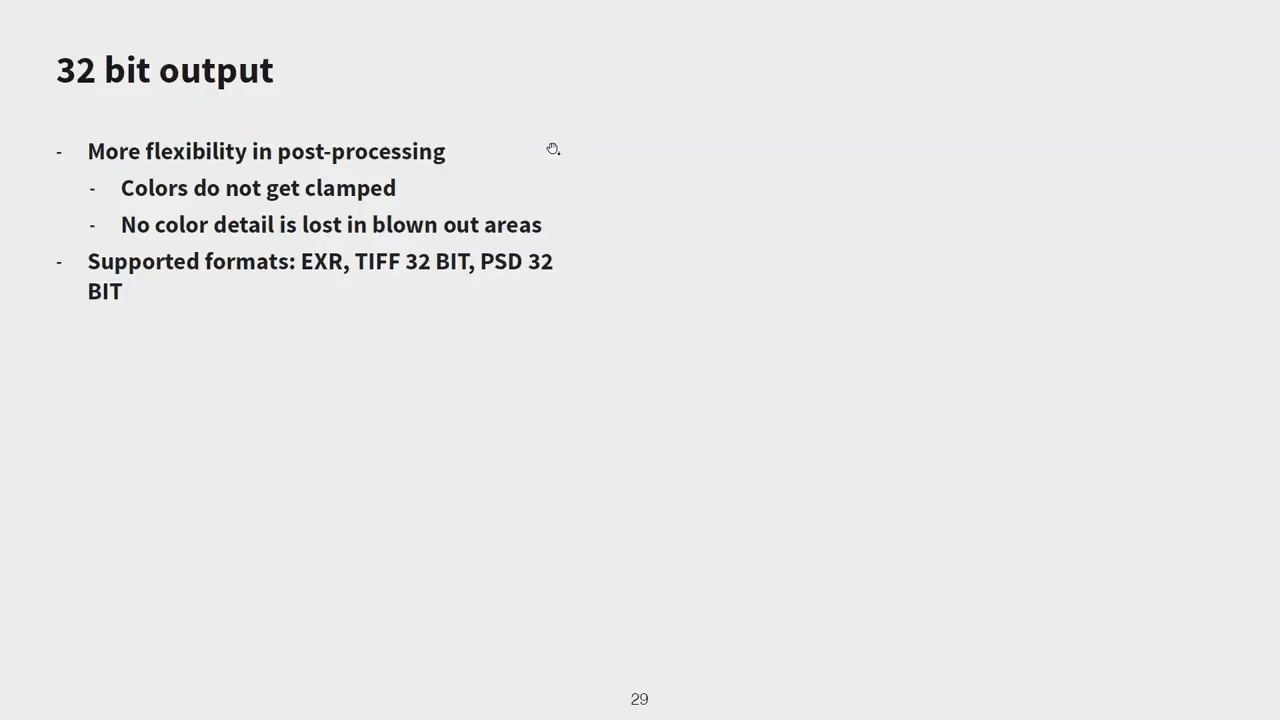 32 bit output
- More flexibility in post-processing
- Colors do not get clamped
- No color detail is lost in blown out areas
- Supported formats: EXR, TIFF 32 BIT, PSD 32
BIT
29